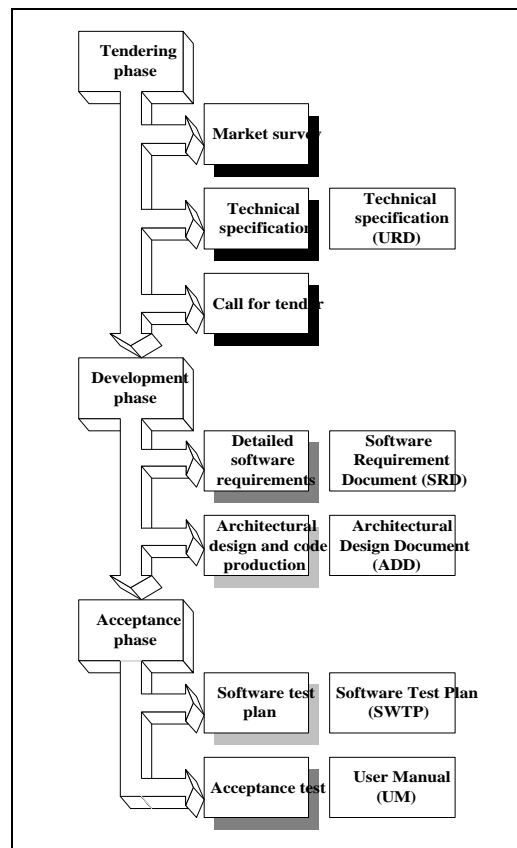 Tendering
phase
Market survey
Technical
specification
Technical
specification
(URD)
Call for tender
Development
phase
Detailed
software
requirements
Software
Requirement
Document (SRD)
Architectural
design and code
production
Architectural
Design Document
(ADD)
Acceptance
phase
Software test
plan
Software Test Plan
(SWTP)
Acceptance test
User Manual
(UM)